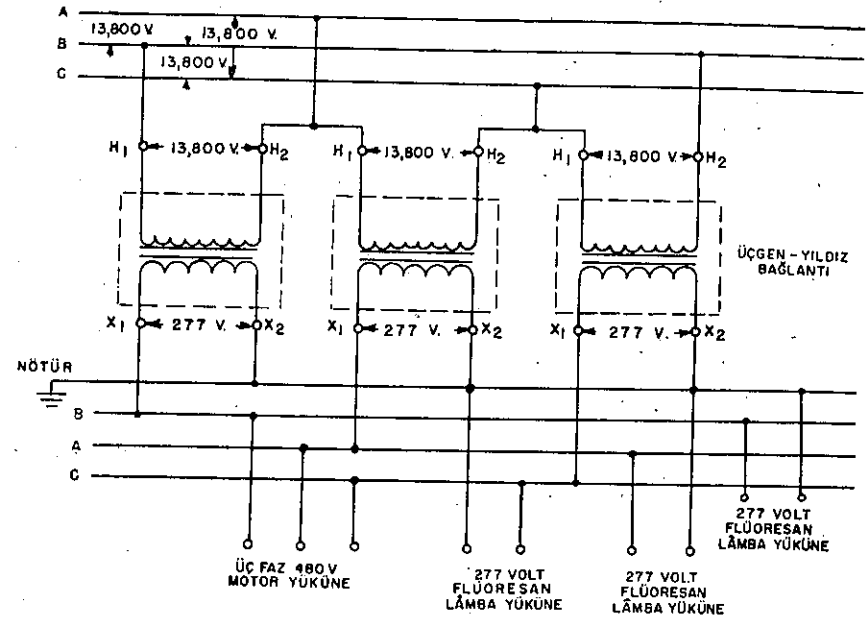 A
13,800 V.
13,800 V.
B
13,800 V.
C
H1
13,800 V.
H2
H1
13,800 V.
H2
H1
13,800 V.
H2
ÜÇGEN - YILDIZ
BAĞLANTI
X1
277 V.
X2
X1
277 V.
X2
X1
277 V.
X2
NÖTÜR
B
A
C
ÜÇ FAZ 480 V
MOTOR YÜKÜNE
277 VOLT
FLÜORESAN
LÂMBA YÜKÜNE
277 VOLT
FLÜORESAN
LÂMBA YÜKÜNE
277 VOLT
FLÜORESAN
LÂMBA YÜKÜNE